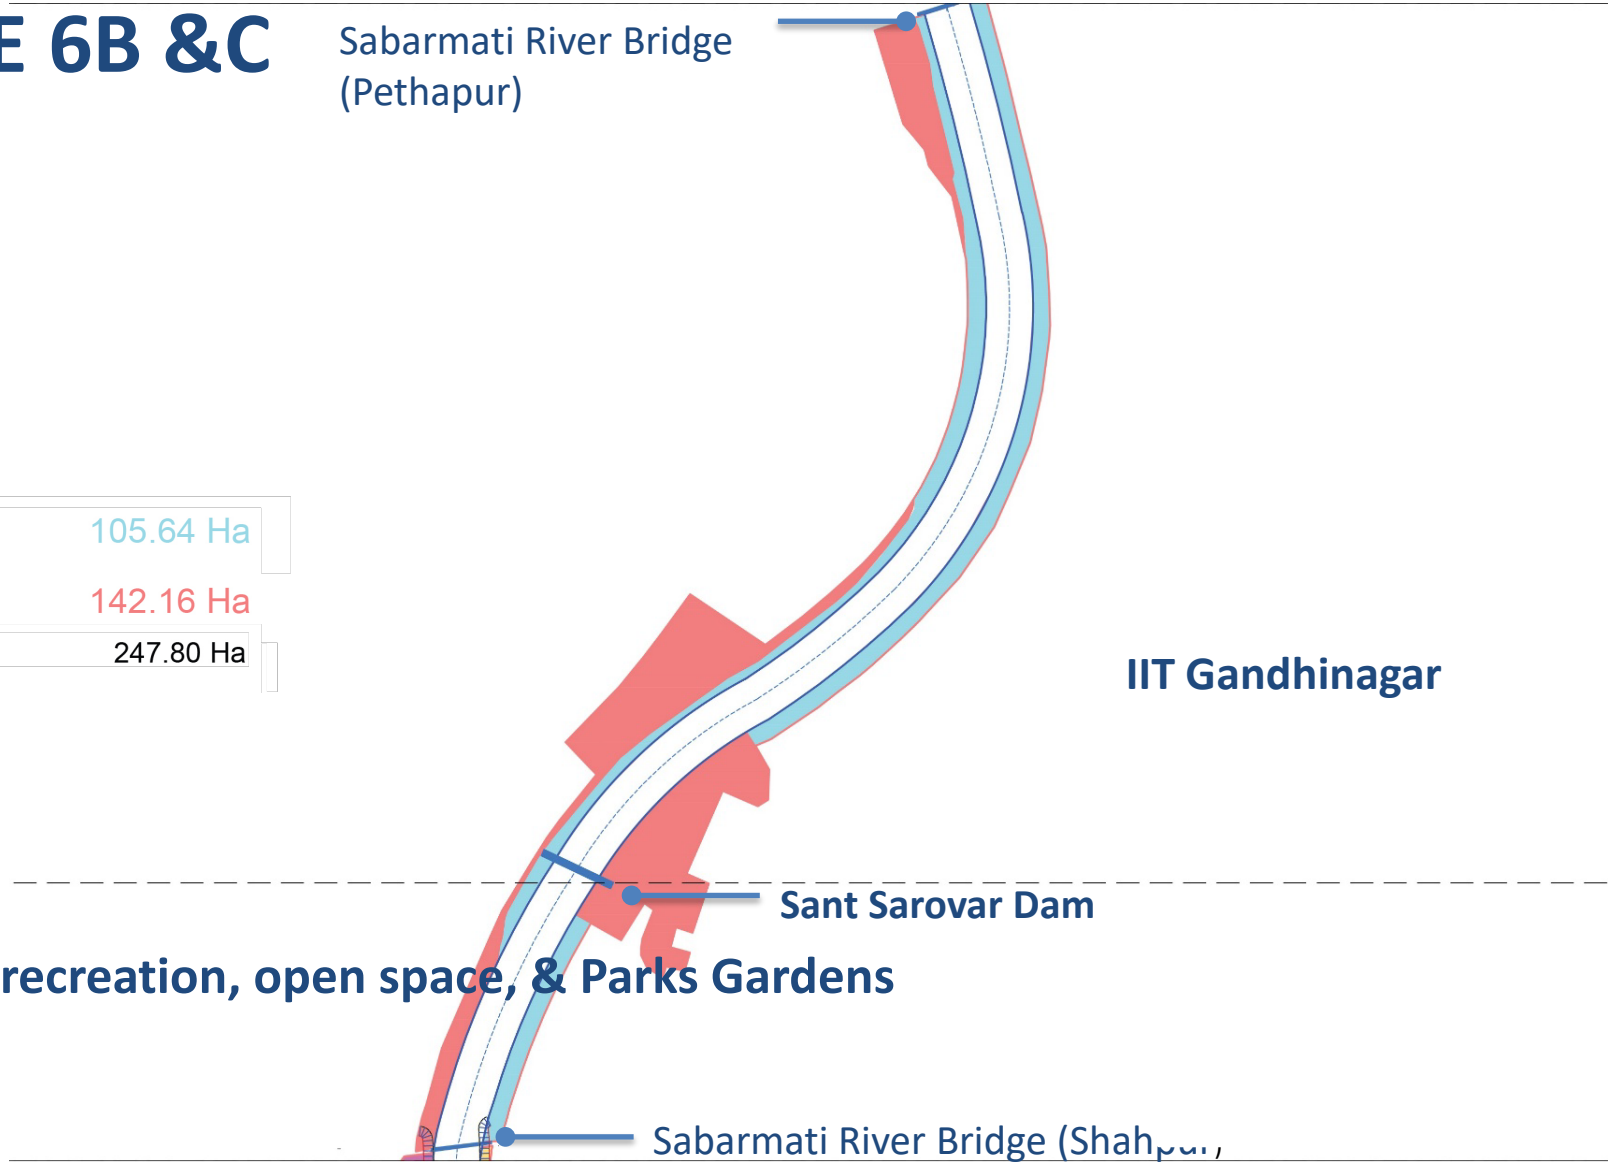 E 6B &C
Sabarmati River Bridge
(Pethapur)
105.64 Ha
142.16 Ha
247.80 Ha
IIT Gandhinagar
Sant Sarovar Dam
recreation, open space, & Parks Gardens
Sabarmati River Bridge